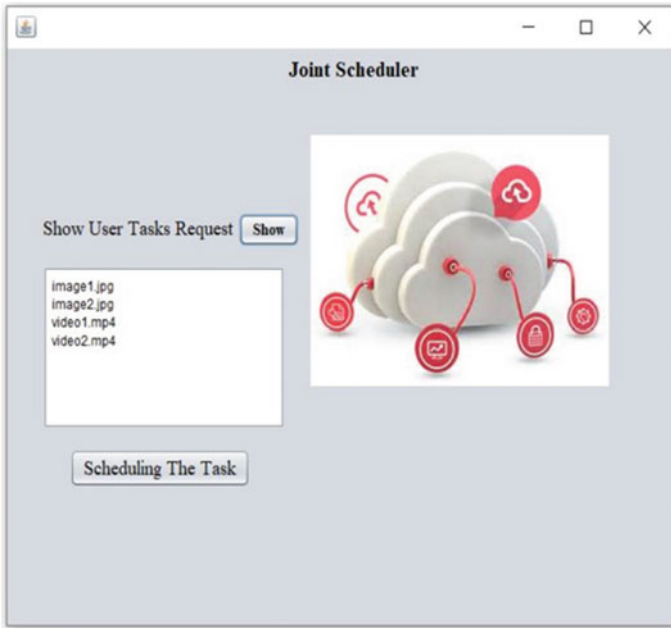 Joint Scheduler
Show User Tasks Request Show
image1.jpg
image2.jpg
video1.mp4
video2.mp4
Scheduling The Task